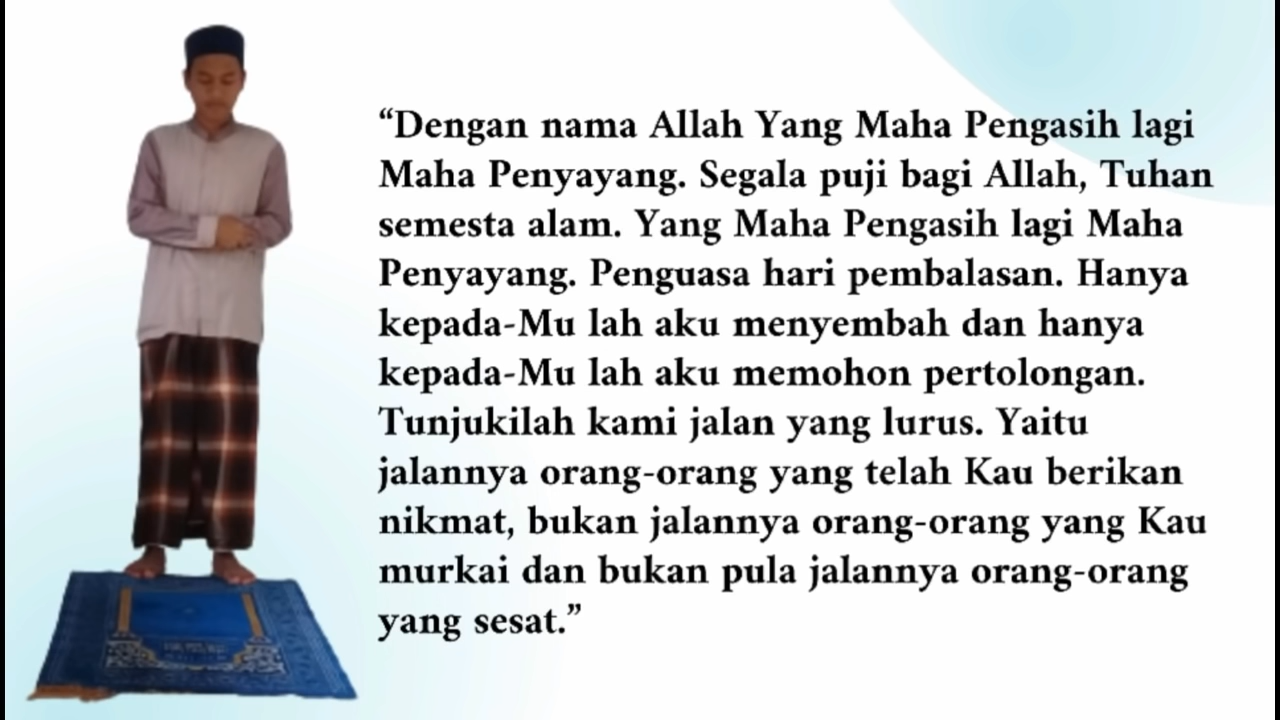 “Dengan nama Allah Yang Maha Pengasih lagi
Maha Penyayang. Segala puji bagi Allah, Tuhan
semesta alam. Yang Maha Pengasih lagi Maha
Penyayang. Penguasa hari pembalasan. Hanya
kepada-Mu lah aku menyembah dan hanya
kepada-Mu lah aku memohon pertolongan.
Tunjukilah kami jalan yang lurus. Yaitu
jalannya orang-orang yang telah Kau berikan
nikmat, bukan jalannya orang-orang yang Kau
murkai dan bukan pula jalannya orang-orang
yang sesat.”